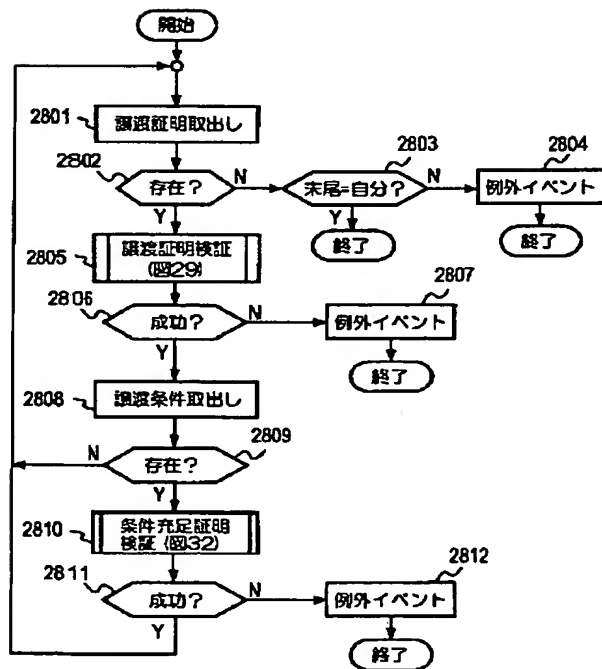 開始
2801
譲渡証明取出し
2802
存在?
N
Y
2803
末尾=自分?
N
Y
2804
例外イベント
終了
終了
2805
譲渡証明検証
(図29)
2806
成功?
N
Y
2807
例外イベント
終了
2808
譲渡条件取出し
2809
存在?
N
Y
2810
条件充足証明
検証(図32)
2811
成功?
N
Y
2812
例外イベント
終了